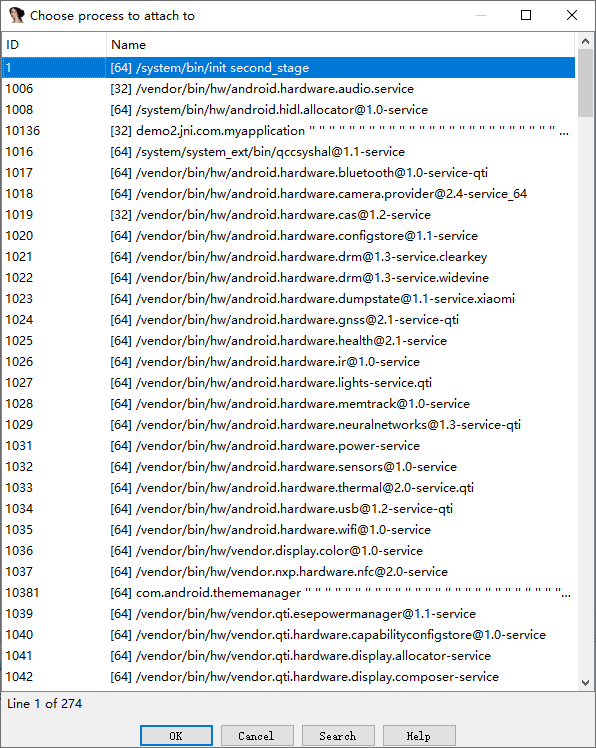 Choose process to attach to
ID Name
1 [64] /system/bin/init second_stage
1006 [32] /vendor/bin/hw/android.hardware.audio.service
1008 [64] /system/bin/hw/android.hidl.allocator@1.0-service
10136 [32] demo2.jni.com.myapplication " " " " " " " " " " " " " " " " " " " " " " " " " ...
1016 [64] /system/system_ext/bin/qccsyshal@1.1-service
1017 [64] /vendor/bin/hw/android.hardware.bluetooth@1.0-service-qti
1018 [64] /vendor/bin/hw/android.hardware.camera.provider@2.4-service_64
1019 [32] /vendor/bin/hw/android.hardware.cas@1.2-service
1020 [64] /vendor/bin/hw/android.hardware.configstore@1.1-service
1021 [64] /vendor/bin/hw/android.hardware.drm@1.3-service.clearkey
1022 [64] /vendor/bin/hw/android.hardware.drm@1.3-service.widevine
1023 [64] /vendor/bin/hw/android.hardware.dumpstate@1.1-service.xiaomi
1024 [64] /vendor/bin/hw/android.hardware.gnss@2.1-service-qti
1025 [64] /vendor/bin/hw/android.hardware.health@2.1-service
1026 [64] /vendor/bin/hw/android.hardware.ir@1.0-service
1027 [64] /vendor/bin/hw/android.hardware.lights-service.qti
1028 [64] /vendor/bin/hw/android.hardware.memtrack@1.0-service
1029 [64] /vendor/bin/hw/android.hardware.neuralnetworks@1.3-service-qti
1031 [64] /vendor/bin/hw/android.hardware.power-service
1032 [64] /vendor/bin/hw/android.hardware.sensors@1.0-service
1033 [64] /vendor/bin/hw/android.hardware.thermal@2.0-service.qti
1034 [64] /vendor/bin/hw/android.hardware.usb@1.2-service-qti
1035 [64] /vendor/bin/hw/android.hardware.wifi@1.0-service
1036 [64] /vendor/bin/hw/vendor.display.color@1.0-service
1037 [64] /vendor/bin/hw/vendor.nxp.hardware.nfc@2.0-service
10381 [64] com.android.thememanager " " " " " " " " " " " " " " " " " " " " " " " " " "...
1039 [64] /vendor/bin/hw/vendor.qti.esepowermanager@1.1-service
1040 [64] /vendor/bin/hw/vendor.qti.hardware.capabilityconfigstore@1.0-service
1041 [64] /vendor/bin/hw/vendor.qti.hardware.display.allocator-service
1042 [64] /vendor/bin/hw/vendor.qti.hardware.display.composer-service
Line 1 of 274
OK Cancel Search Help